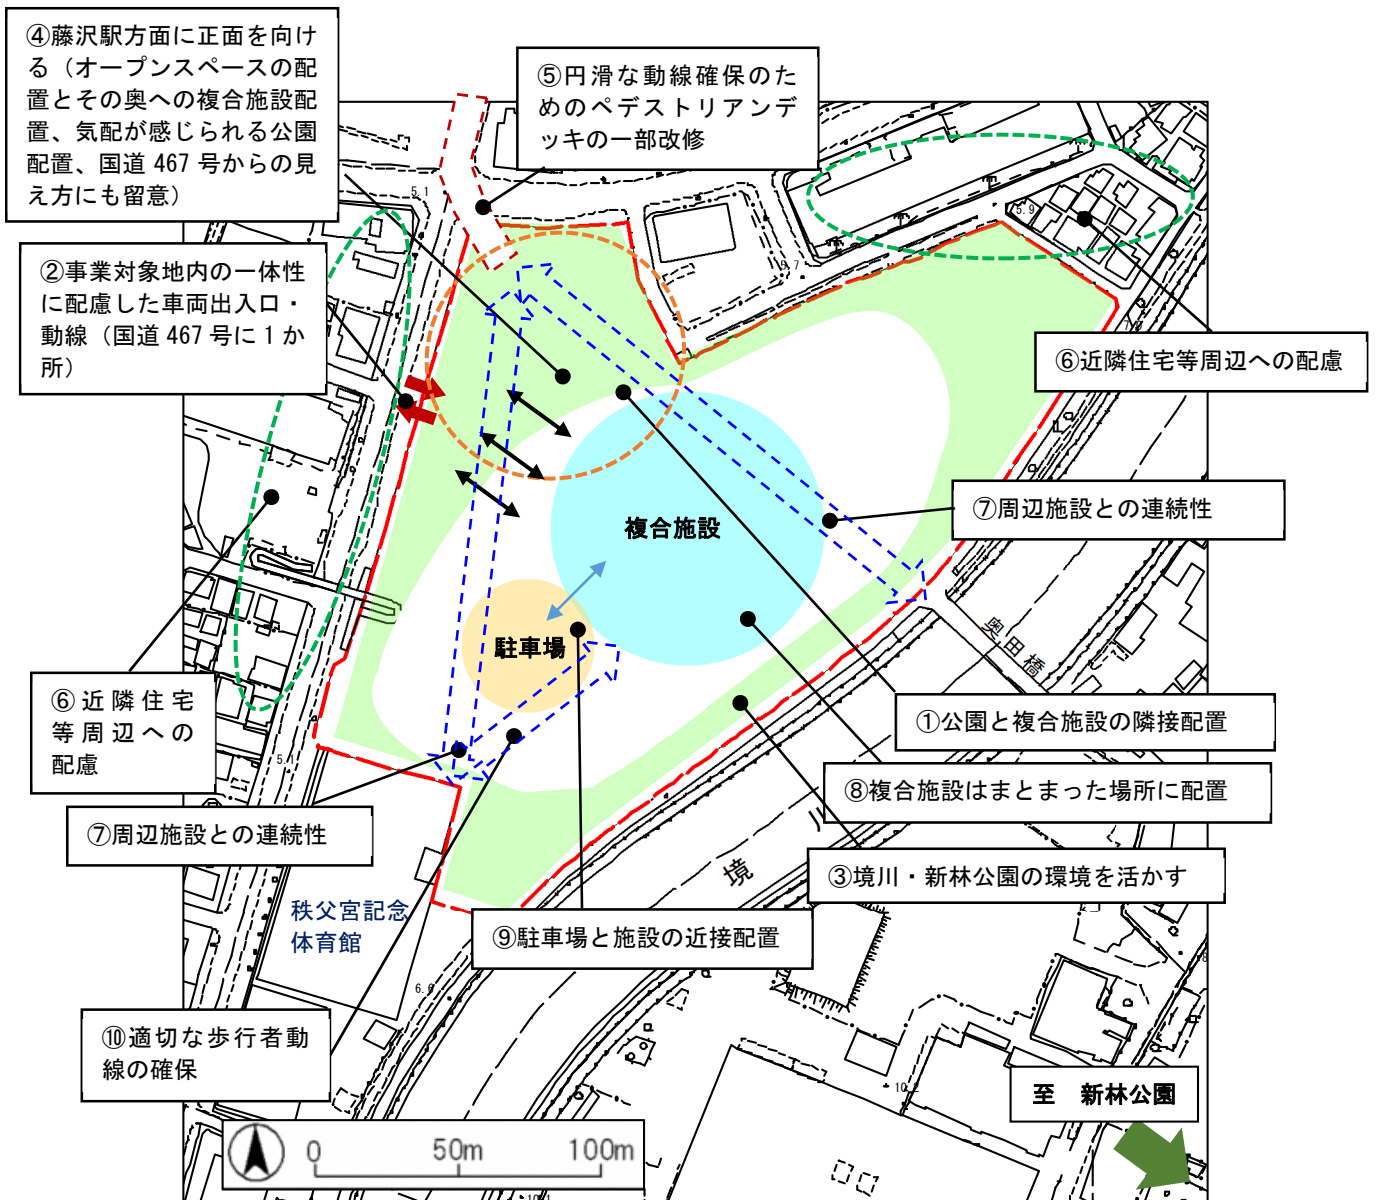 ④藤沢駅方面に正面を向け
る（オープンスペースの配
置とその奥への複合施設配
置、気配が感じられる公園
配置、国道 467 号からの見
え方にも留意）
⑤円滑な動線確保のた
めのペデストリアンデ
ッキの一部改修
5.1
5.9
②事業対象地内の一体性
に配慮した車両出入口・
動線（国道 467 号に 1 か
所）
⑥近隣住宅等周辺への配慮
複合施設
⑦周辺施設との連続性
駐車場
奥田橋
⑥近隣住宅
等周辺への
配慮
5.1
①公園と複合施設の隣接配置
⑧複合施設はまとまった場所に配置
⑦周辺施設との連続性
境
川
③境川・新林公園の環境を活かす
秩父宮記念
体育館
⑨駐車場と施設の近接配置
⑩適切な歩行者動
線の確保
至　新林公園
0 50m 100m